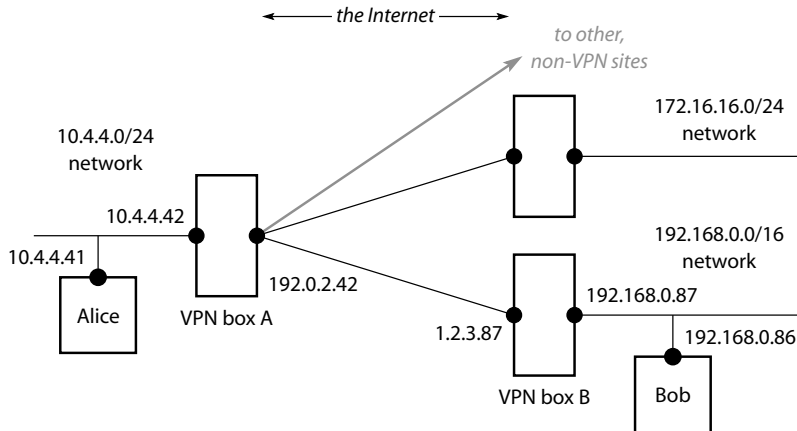 the Internet
to other,
non-VPN sites
172.16.16.0/24
network
10.4.4.0/24
network
10.4.4.42
10.4.4.41
Alice
VPN box A
192.0.2.42
192.168.0.0/16
network
192.168.0.87
1.2.3.87
192.168.0.86
VPN box B
Bob